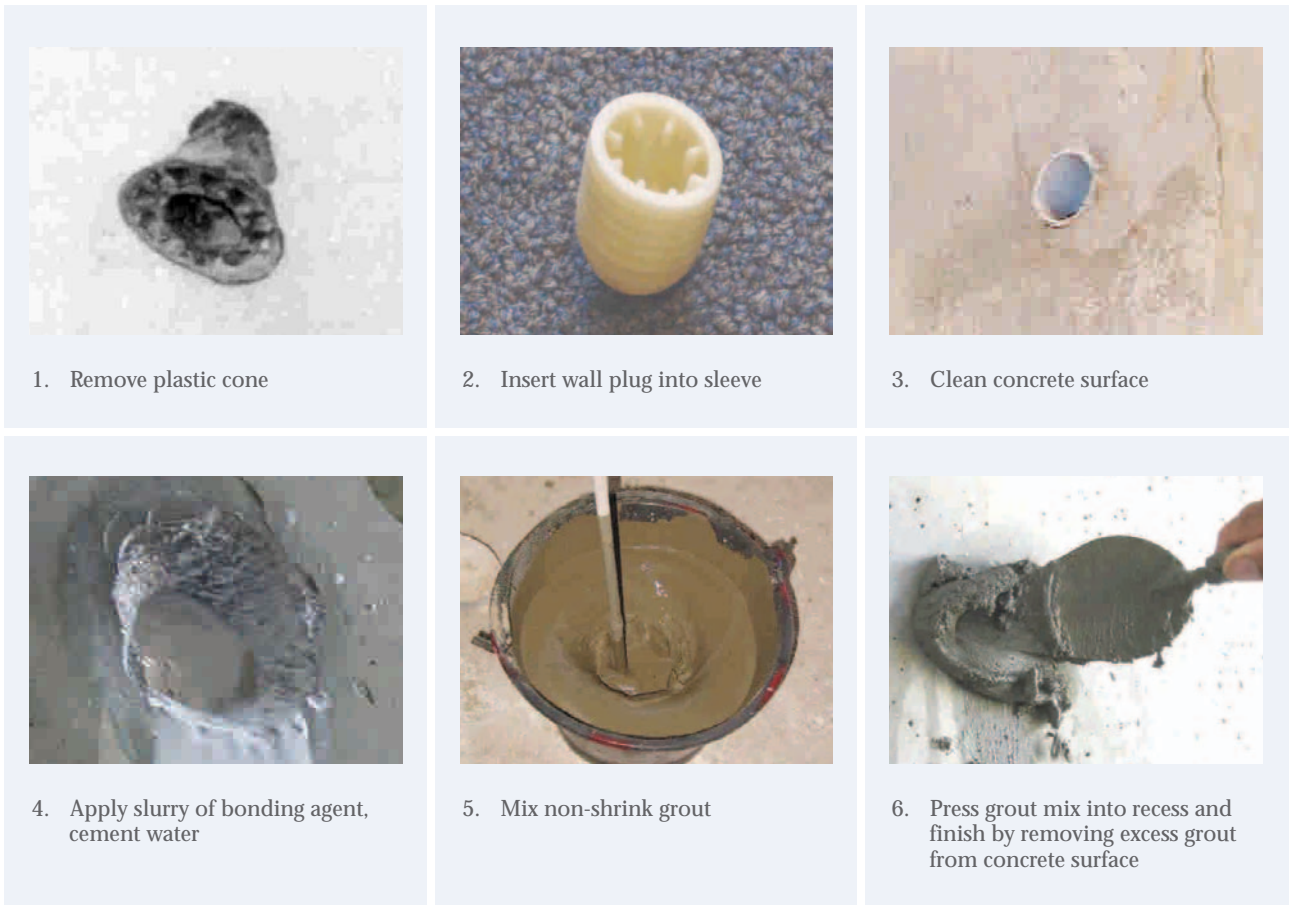 1. Remove plastic cone
2. Insert wall plug into sleeve
3. Clean concrete surface
4. Apply slurry of bonding agent,
cement water
5. Mix non-shrink grout
6. Press grout mix into recess and
finish by removing excess grout
from concrete surface